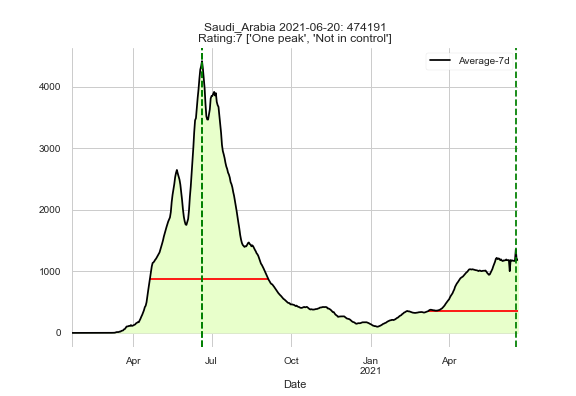 Saudi_Arabia 2021-06-20: 474191
Rating:7 ['One peak', 'Not in control']
Average-7d
4000
3000
2000
1000
0
Apr
Jul
Oct
Jan
2021
Apr
Date